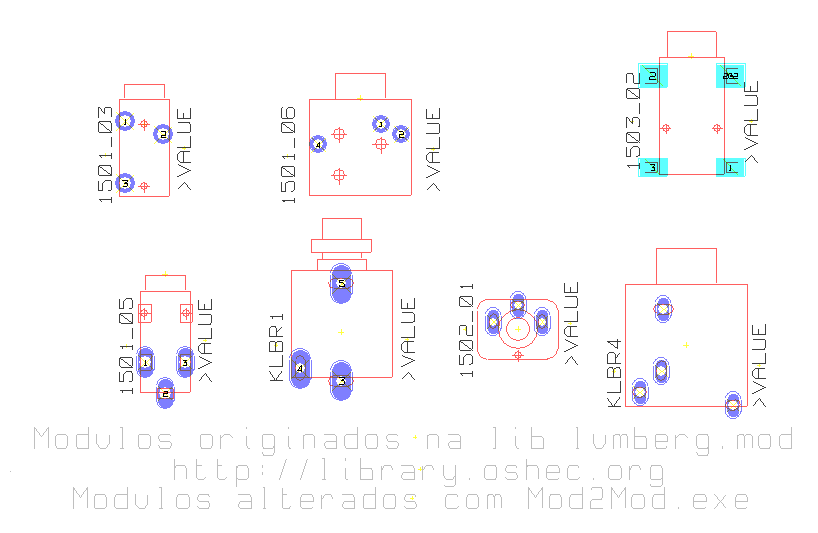 1501_03
1
2
3
>VALUE
1501_06
1
2
4
>VALUE
1503_02
2
3
1
>VALUE
1501_05
1
3
2
>VALUE
KLBR1
5
4
3
>VALUE
1502_01
>VALUE
KLBR4
>VALUE
Modulos originados na lib lumberg.mod
http://library.oshec.org
Modulos alterados com Mod2Mod.exe